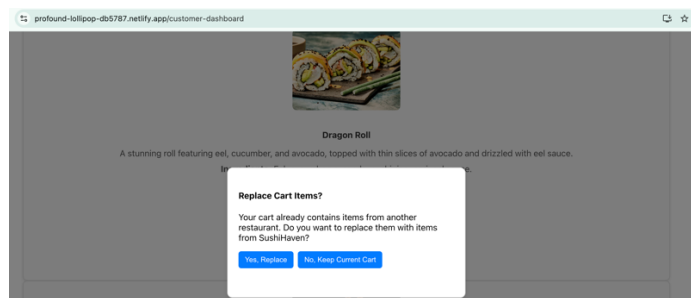 profound-lollipop-db5787.netlify.app/customer-dashboard
Dragon Roll
A stunning roll featuring eel, cucumber, and avocado, topped with thin slices of avocado and drizzled with eel sauce.
Replace Cart Items?
Your cart already contains items from another
restaurant. Do you want to replace them with items
from SushiHaven?
Yes, Replace
No, Keep Current Cart